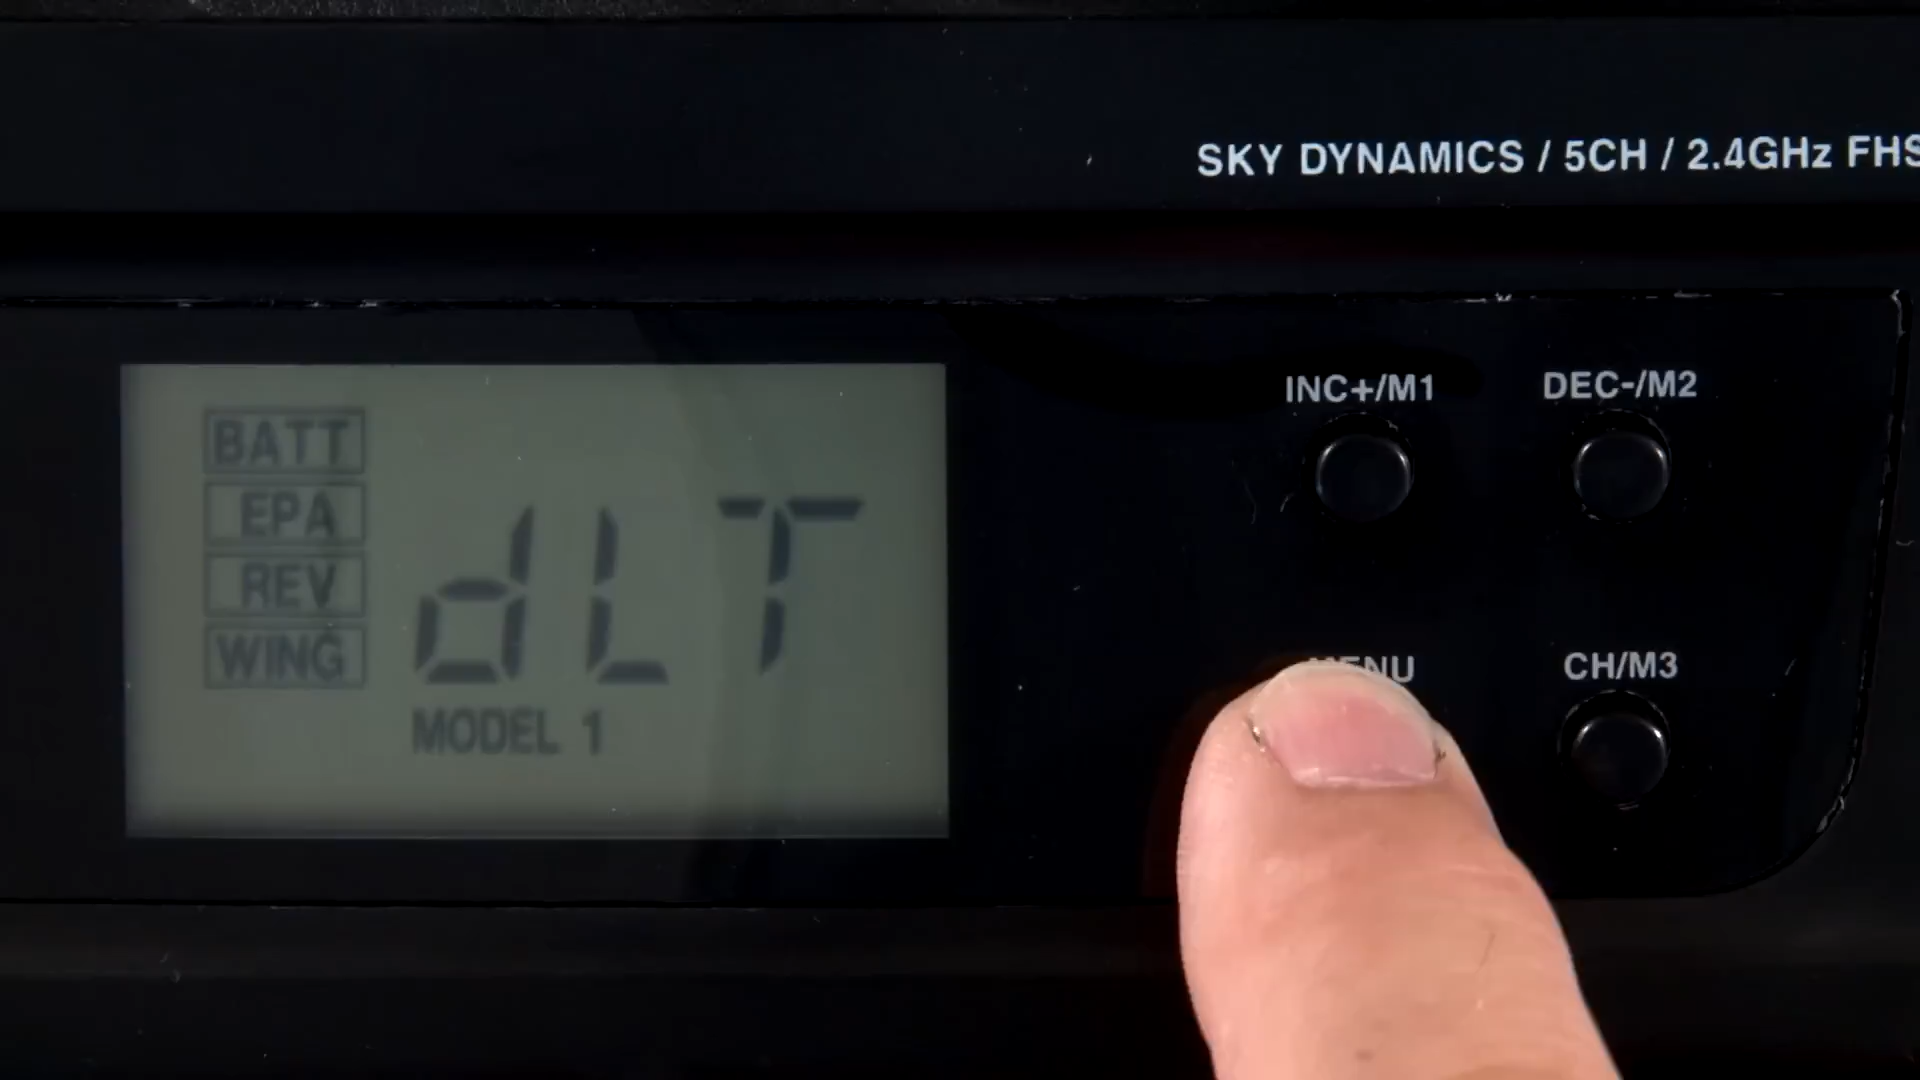 SKY DYNAMICS / 5CH / 2.4GHz FHS
INC+/M1 DEC-/M2
BATT
EPA
REV
WING
dLT
MODEL 1
MENU CH/M3